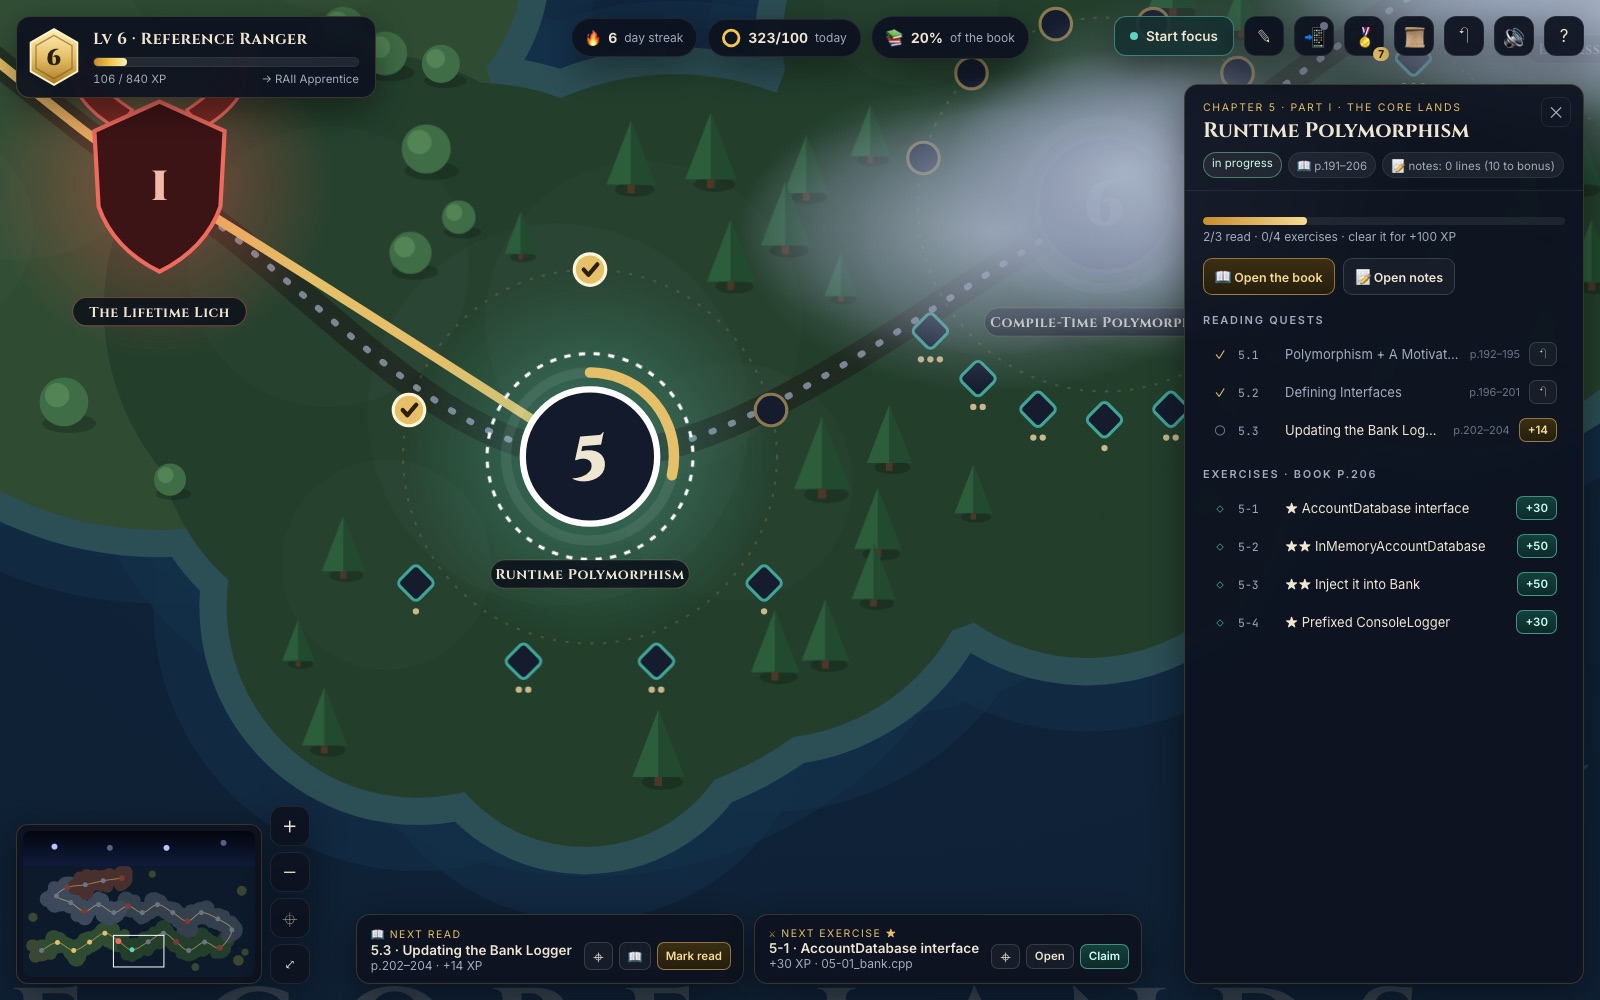 6
Lv 6 · Reference Ranger
106 / 840 XP
→ RAII Apprentice
🔥 6 day streak
323/100 today
📚 20% of the book
Start focus
7
?
I
The Lifetime Lich
5
Runtime Polymorphism
6
Compile-Time Polymorp
Chapter 5 · Part I · The Core Lands
Runtime Polymorphism
in progress
📖 p.191–206
📝 notes: 0 lines (10 to bonus)
2/3 read · 0/4 exercises · clear it for +100 XP
📖 Open the book
📝 Open notes
READING QUESTS
✓ 5.1 Polymorphism + A Motivat... p.192–195
✓ 5.2 Defining Interfaces p.196–201
5.3 Updating the Bank Log... p.202–204 +14
EXERCISES · BOOK P.206
5-1 ★ AccountDatabase interface +30
5-2 ★★ InMemoryAccountDatabase +50
5-3 ★★ Inject it into Bank +50
5-4 ★ Prefixed ConsoleLogger +30
+
−
📖 NEXT READ
5.3 · Updating the Bank Logger
p.202–204 · +14 XP
Mark read
⚔ NEXT EXERCISE ★
5-1 · AccountDatabase interface
+30 XP · 05-01_bank.cpp
Open
Claim
E CORE LANDS